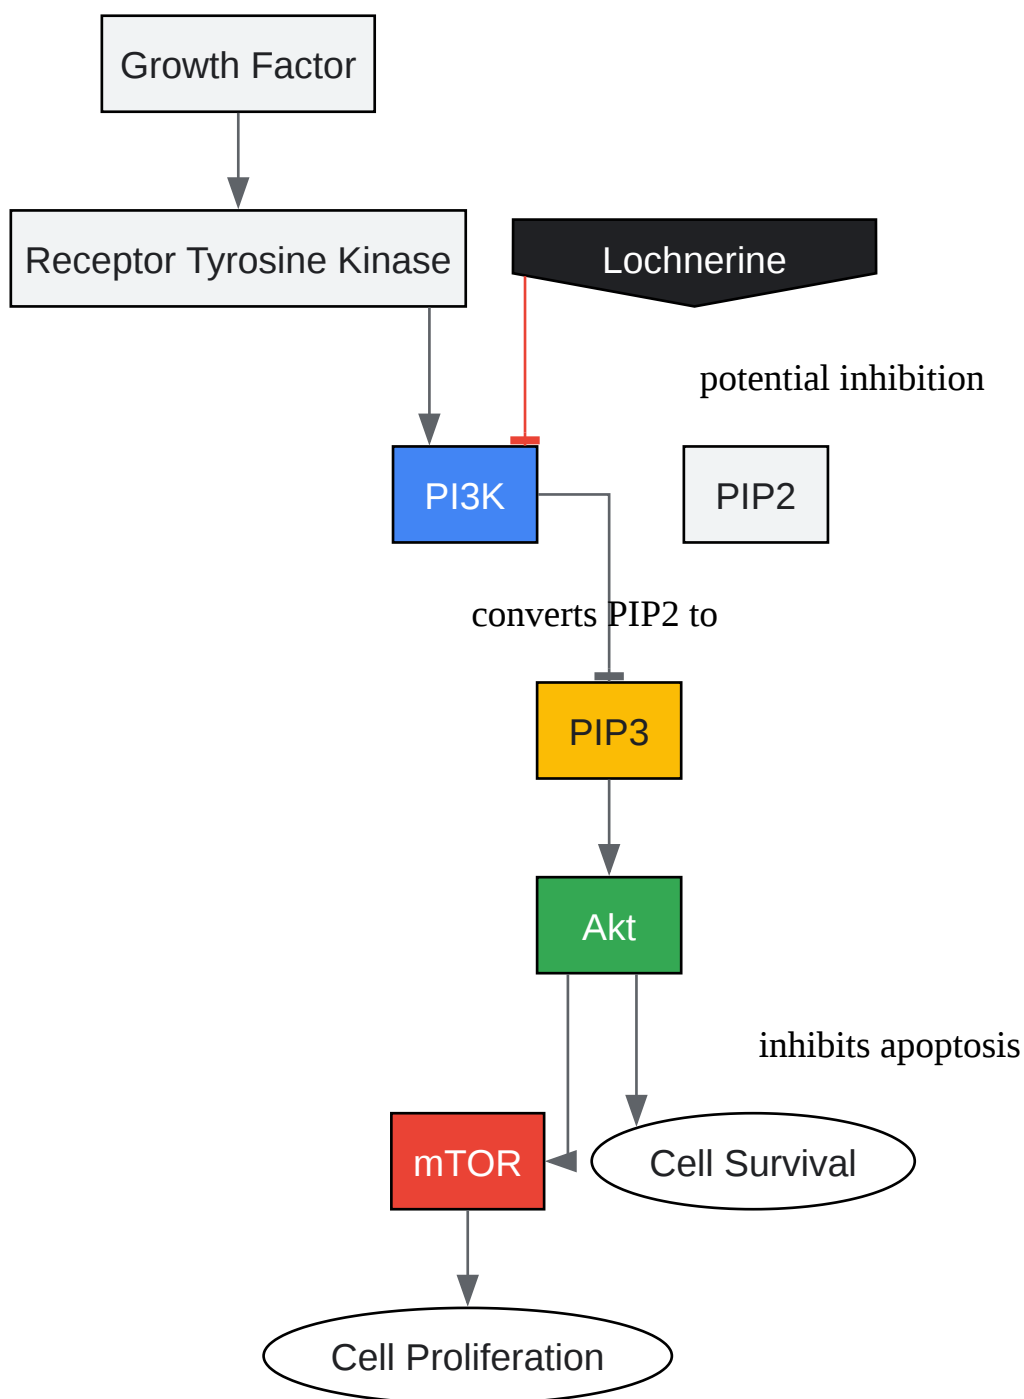 Growth Factor
Receptor Tyrosine Kinase
Lochnerine
potential inhibition
PI3K
PIP2
converts PIP2 to
PIP3
Akt
inhibits apoptosis
mTOR
Cell Survival
Cell Proliferation